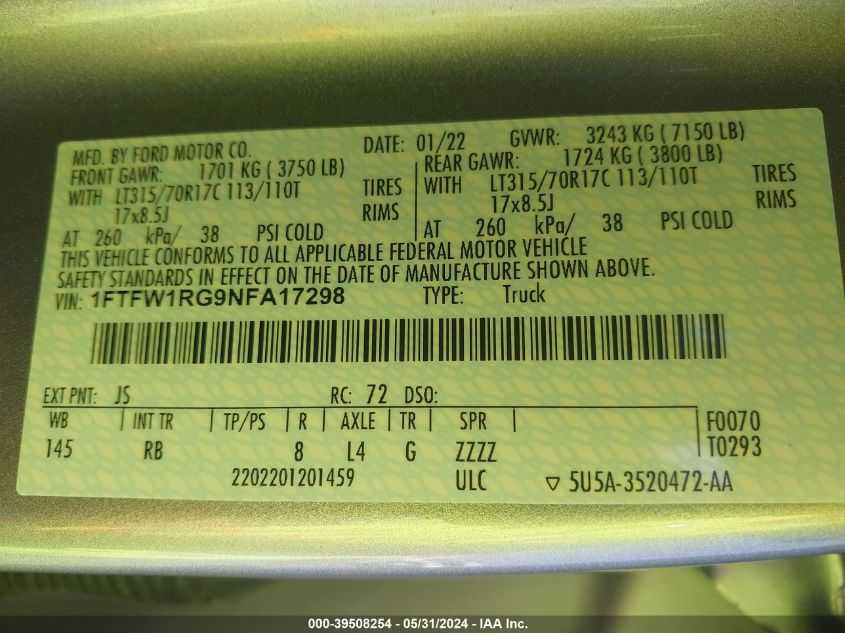 MFD. BY FORD MOTOR CO. DATE: 01/22 GVWR: 3243 KG ( 7150 LB)
FRONT GAWR: 1701 KG ( 3750 LB) REAR GAWR: 1724 KG ( 3800 LB)
WITH LT315/70R17C 113/110T TIRES WITH LT315/70R17C 113/110T TIRES
17x8.5J RIMS 17x8.5J RIMS
AT 260 kPa/ 38 PSI COLD AT 260 kPa/ 38 PSI COLD
THIS VEHICLE CONFORMS TO ALL APPLICABLE FEDERAL MOTOR VEHICLE
SAFETY STANDARDS IN EFFECT ON THE DATE OF MANUFACTURE SHOWN ABOVE.
VIN: 1FTFW1RG9NFA17298 TYPE: Truck
EXT PNT: JS RC: 72 DSO:
WB INT TR TP/PS R AXLE TR SPR F0070
145 RB 8 L4 G ZZZZ T0293
2202201201459 ULC ▽ 5U5A-3520472-AA
000-39508254 - 05/31/2024 - IAA Inc.